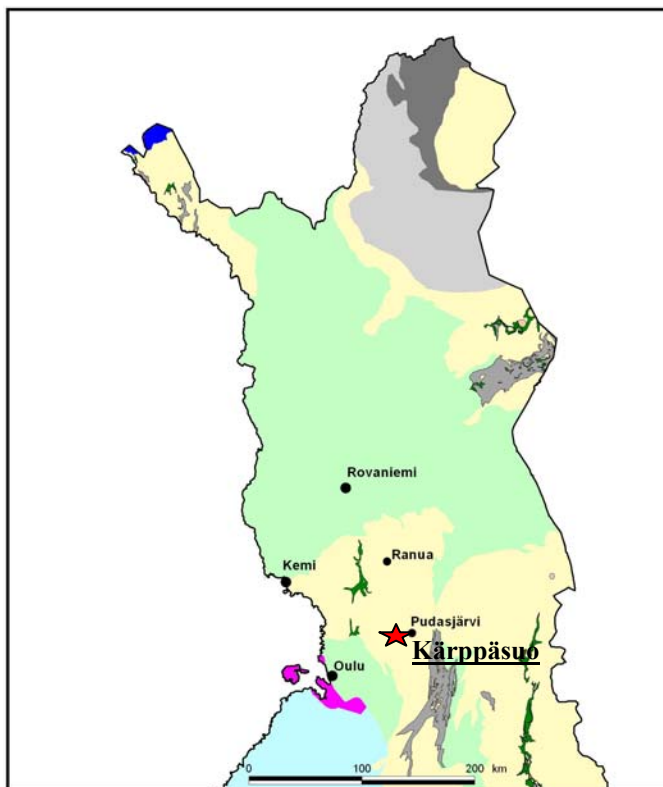 Rovaniemi
Kemi
Ranua
Pudasjärvi
Kärppäsuo
Oulu
0 100 200 km